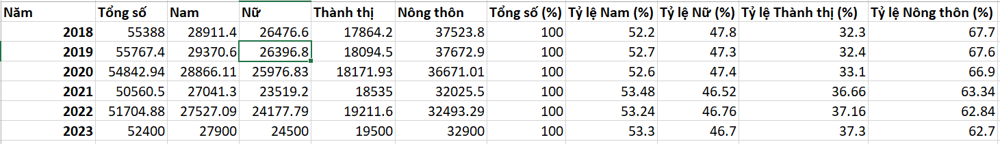 Năm Tổng số Nam Nữ Thành thị Nông thôn Tổng số (%) Tỷ lệ Nam (%) Tỷ lệ Nữ (%) Tỷ lệ Thành thị (%) Tỷ lệ Nông thôn (%)
2018 55388 28911.4 26476.6 17864.2 37523.8 100 52.2 47.8 32.3 67.7
2019 55767.4 29370.6 26396.8 18094.5 37672.9 100 52.7 47.3 32.4 67.6
2020 54842.94 28866.11 25976.83 18171.93 36671.01 100 52.6 47.4 33.1 66.9
2021 50560.5 27041.3 23519.2 18535 32025.5 100 53.48 46.52 36.66 63.34
2022 51704.88 27527.09 24177.79 19211.6 32493.29 100 53.24 46.76 37.16 62.84
2023 52400 27900 24500 19500 32900 100 53.3 46.7 37.3 62.7